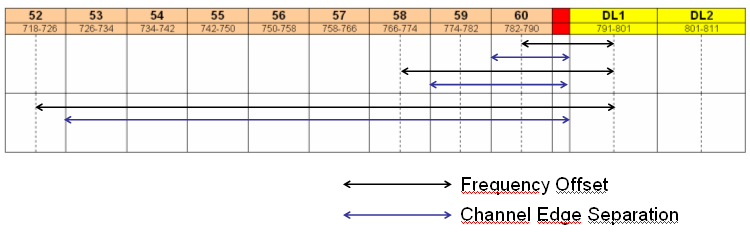 52 53 54 55 56 57 58 59 60 DL1 DL2
718-726 726-734 734-742 742-750 750-758 758-766 766-774 774-782 782-790 791-801 801-811
Frequency Offset
Channel Edge Separation